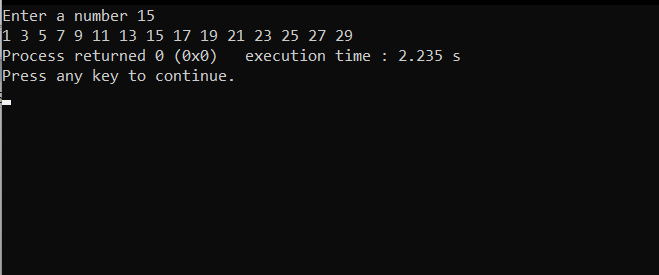 Enter a number 15
1 3 5 7 9 11 13 15 17 19 21 23 25 27 29
Process returned 0 (0x0)   execution time : 2.235 s
Press any key to continue.